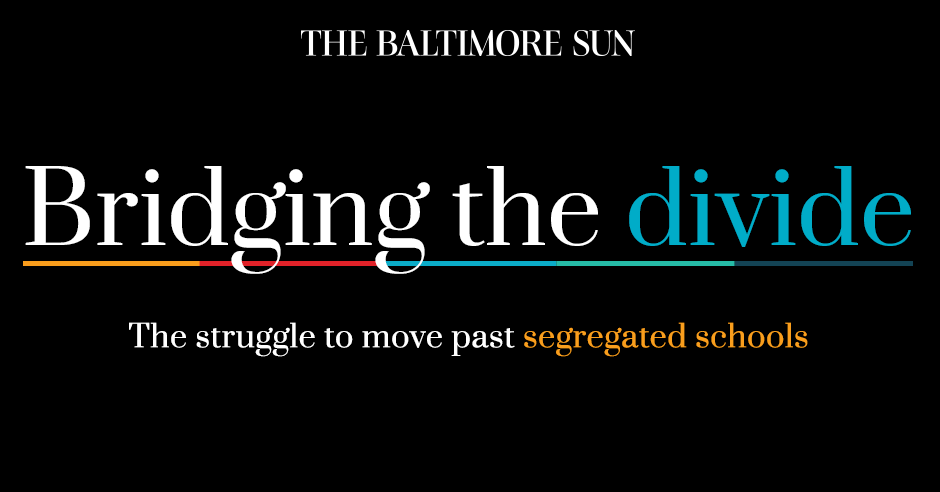 THE BALTIMORE SUN
Bridging the divide
The struggle to move past segregated schools